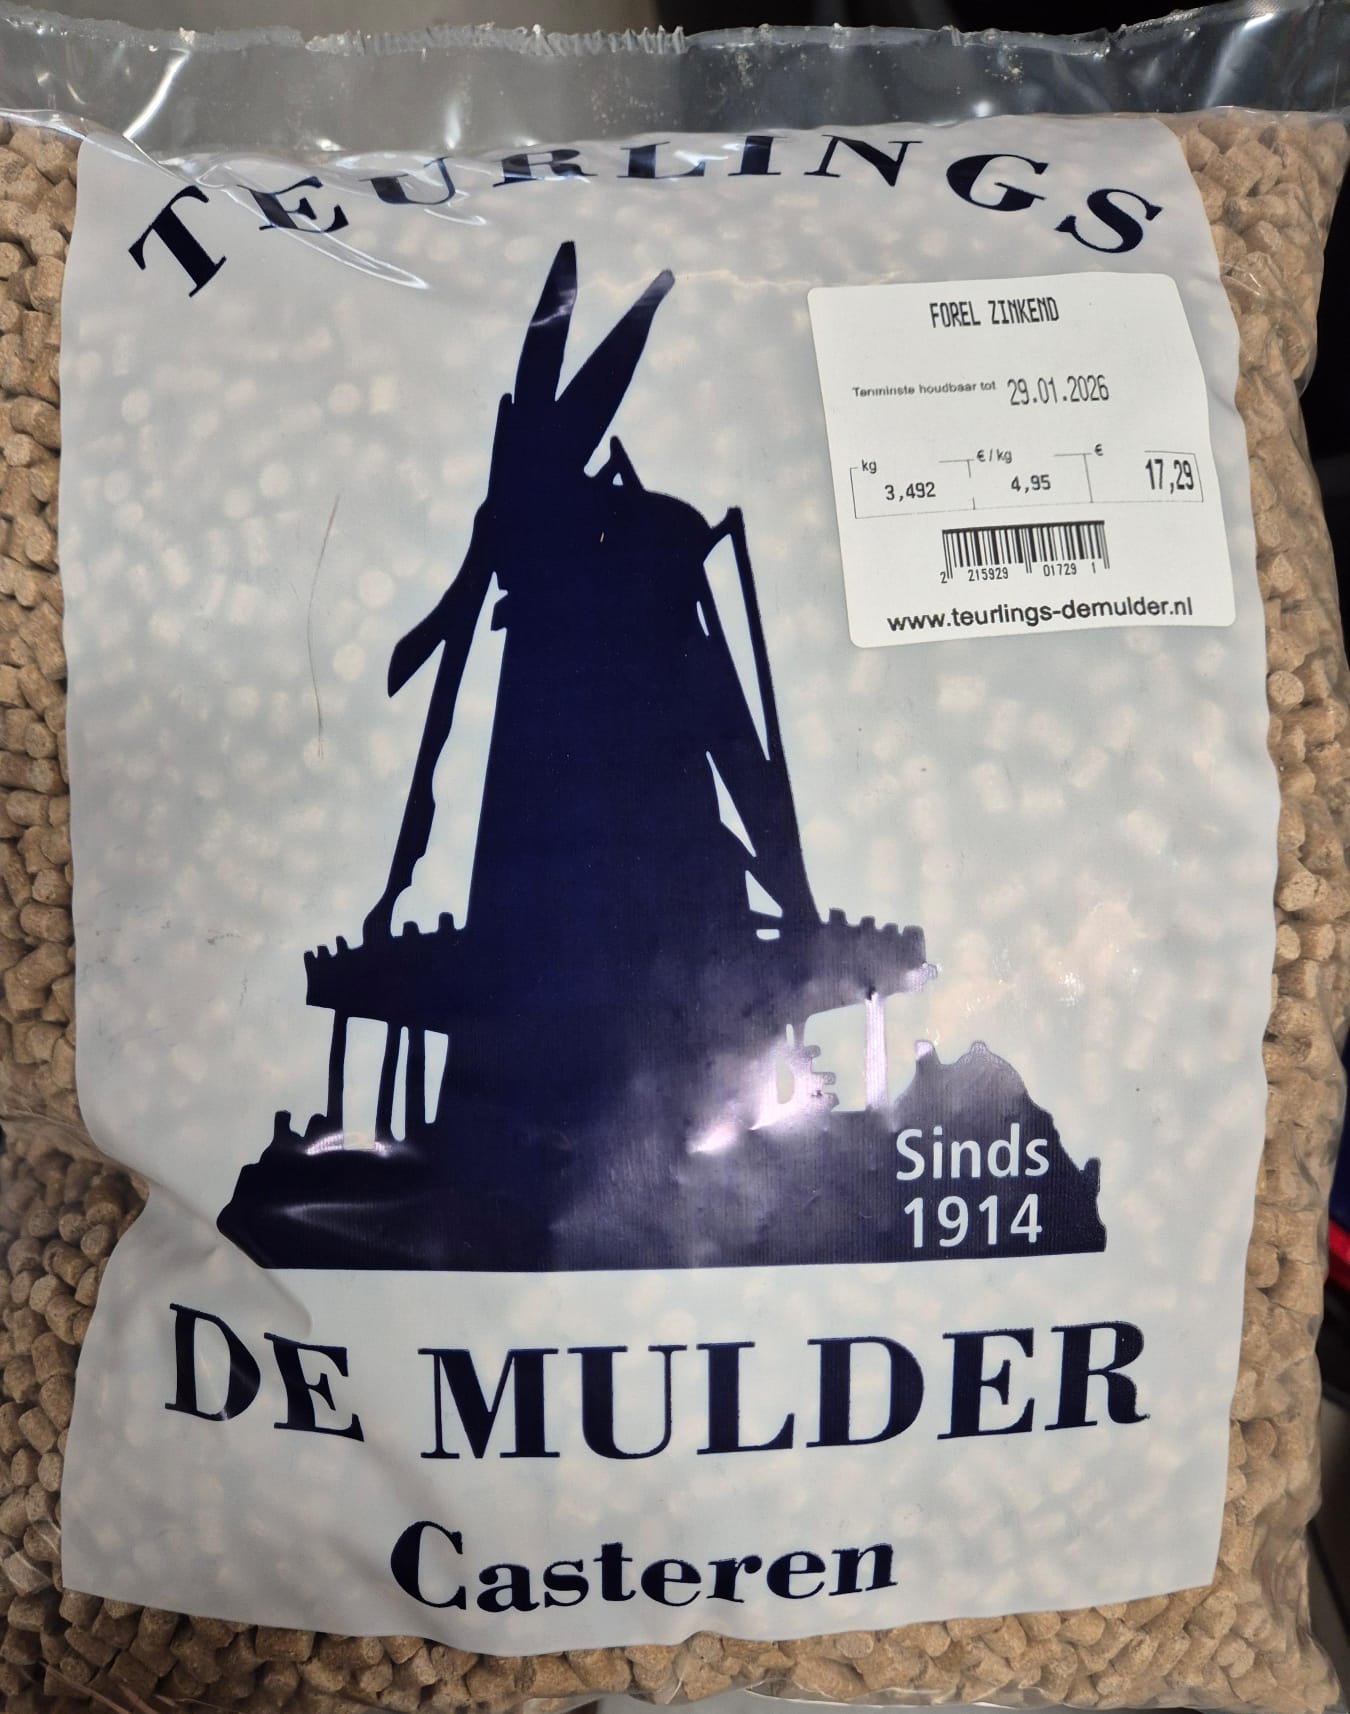 TEURLINGS
FOREL ZINKEND
Tenminste houdbaar tot 29.01.2026
kg €/kg €
3,492 4,95 17,29
2 215929 01729 1
www.teurlings-demulder.nl
Sinds
1914
DE MULDER
Casteren